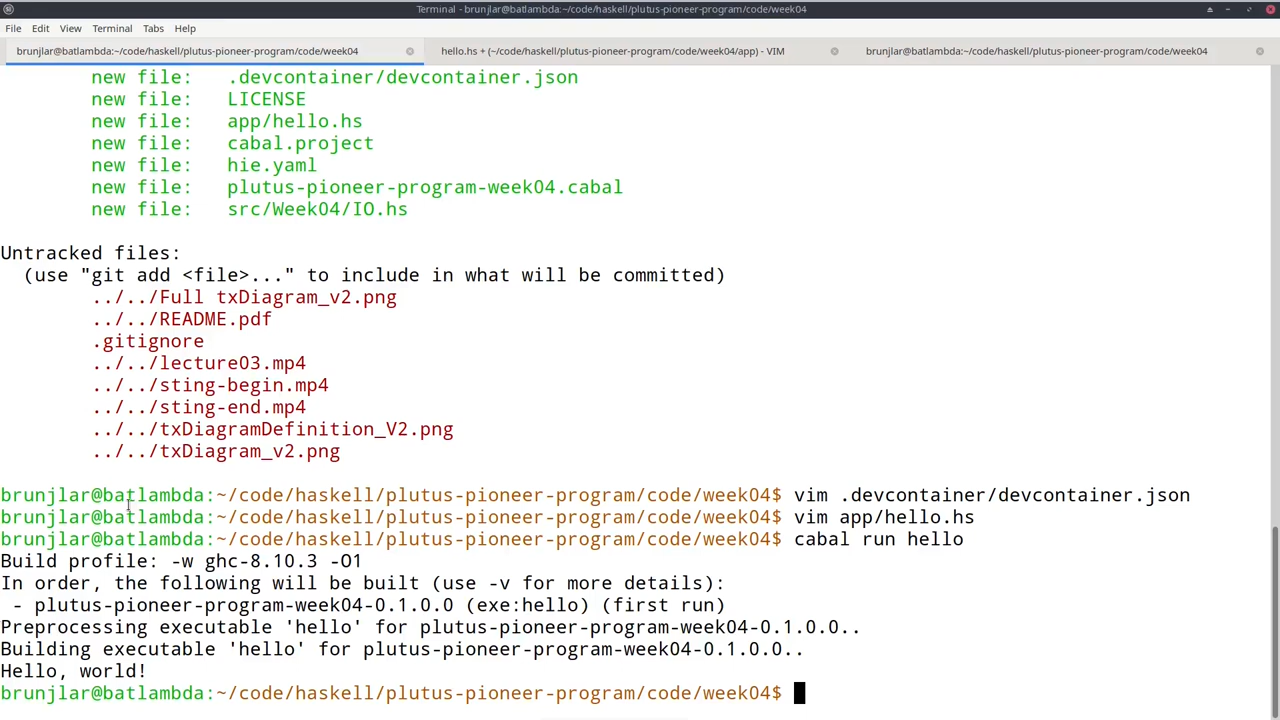 Terminal - brunjlar@batlambda:~/code/haskell/plutus-pioneer-program/code/week04
File Edit View Terminal Tabs Help
brunjlar@batlambda:~/code/haskell/plutus-pioneer-program/code/week04 hello.hs + (~/code/haskell/plutus-pioneer-program/code/week04/app) - VIM brunjlar@batlambda:~/code/haskell/plutus-pioneer-program/code/week04
new file: .devcontainer/devcontainer.json
new file: LICENSE
new file: app/hello.hs
new file: cabal.project
new file: hie.yaml
new file: plutus-pioneer-program-week04.cabal
new file: src/Week04/IO.hs
Untracked files:
(use "git add <file>..." to include in what will be committed)
../../Full txDiagram_v2.png
../../README.pdf
.gitignore
../../lecture03.mp4
../../sting-begin.mp4
../../sting-end.mp4
../../txDiagramDefinition_V2.png
../../txDiagram_v2.png
brunjlar@batlambda:~/code/haskell/plutus-pioneer-program/code/week04$ vim .devcontainer/devcontainer.json
brunjlar@batlambda:~/code/haskell/plutus-pioneer-program/code/week04$ vim app/hello.hs
brunjlar@batlambda:~/code/haskell/plutus-pioneer-program/code/week04$ cabal run hello
Build profile: -w ghc-8.10.3 -O1
In order, the following will be built (use -v for more details):
- plutus-pioneer-program-week04-0.1.0.0 (exe:hello) (first run)
Preprocessing executable 'hello' for plutus-pioneer-program-week04-0.1.0.0..
Building executable 'hello' for plutus-pioneer-program-week04-0.1.0.0..
Hello, world!
brunjlar@batlambda:~/code/haskell/plutus-pioneer-program/code/week04$